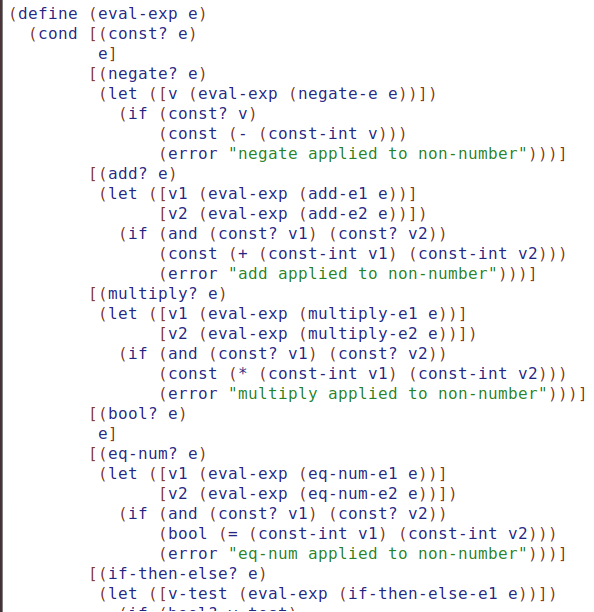 (define (eval-exp e)
  (cond [(const? e)
         e]
        [(negate? e)
         (let ([v (eval-exp (negate-e e))])
           (if (const? v)
               (const (- (const-int v)))
               (error "negate applied to non-number")))]
        [(add? e)
         (let ([v1 (eval-exp (add-e1 e))]
               [v2 (eval-exp (add-e2 e))])
           (if (and (const? v1) (const? v2))
               (const (+ (const-int v1) (const-int v2)))
               (error "add applied to non-number")))]
        [(multiply? e)
         (let ([v1 (eval-exp (multiply-e1 e))]
               [v2 (eval-exp (multiply-e2 e))])
           (if (and (const? v1) (const? v2))
               (const (* (const-int v1) (const-int v2)))
               (error "multiply applied to non-number")))]
        [(bool? e)
         e]
        [(eq-num? e)
         (let ([v1 (eval-exp (eq-num-e1 e))]
               [v2 (eval-exp (eq-num-e2 e))])
           (if (and (const? v1) (const? v2))
               (bool (= (const-int v1) (const-int v2)))
               (error "eq-num applied to non-number")))]
        [(if-then-else? e)
         (let ([v-test (eval-exp (if-then-else-e1 e))])
           (if (bool? v-test)